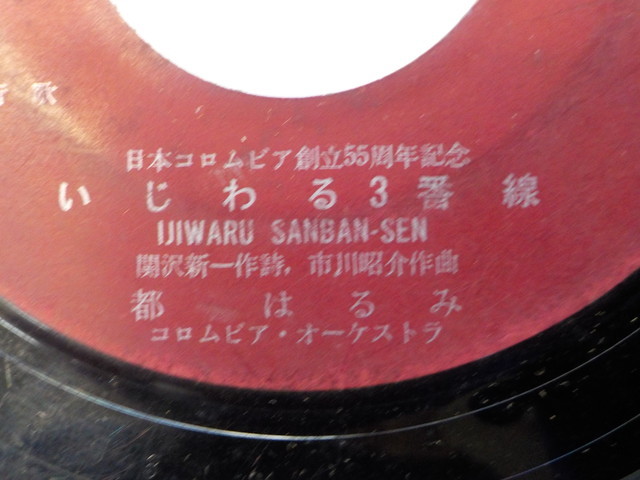 日本コロムビア創立55周年記念
いじわる3番線
IJIWARU SANBAN-SEN
関沢新一作詩, 市川昭介作曲
都はるみ
コロムビア・オーケストラ